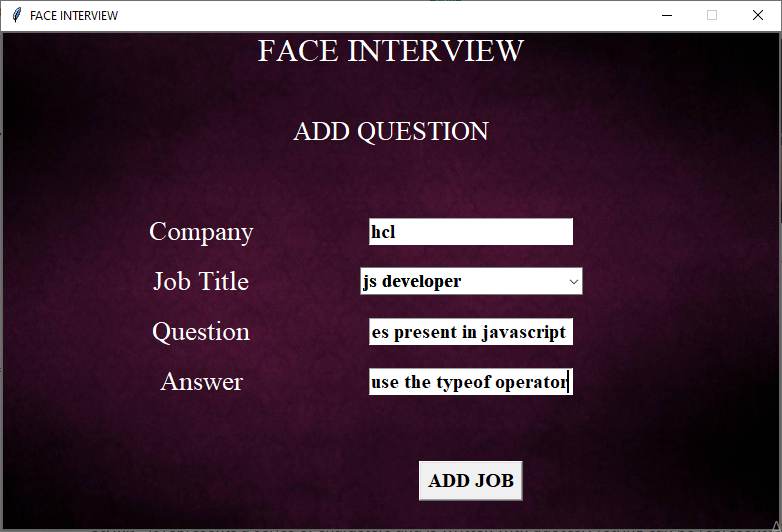 FACE INTERVIEW
FACE INTERVIEW
ADD QUESTION
Company hcl
Job Title js developer
Question es present in javascript
Answer use the typeof operator
ADD JOB